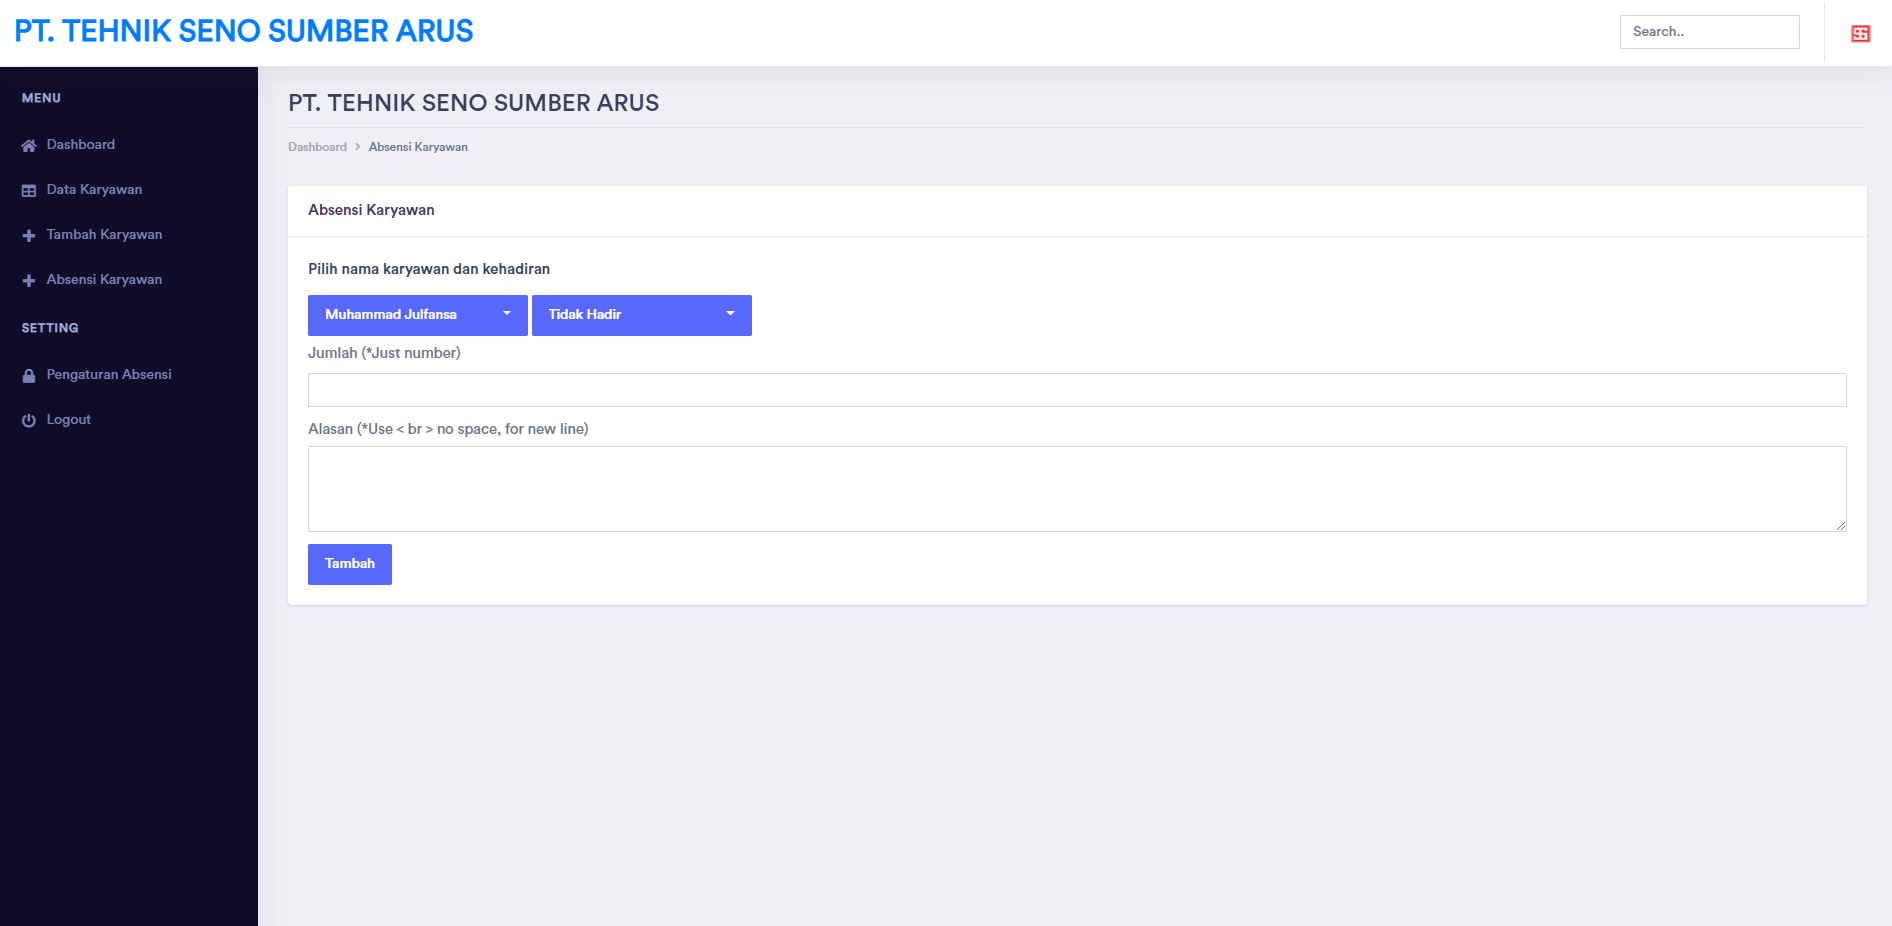 PT. TEHNIK SENO SUMBER ARUS
Search..
MENU
Dashboard
Data Karyawan
Tambah Karyawan
Absensi Karyawan
SETTING
Pengaturan Absensi
Logout
PT. TEHNIK SENO SUMBER ARUS
Dashboard > Absensi Karyawan
Absensi Karyawan
Pilih nama karyawan dan kehadiran
Muhammad Julfansa
Tidak Hadir
Jumlah (*Just number)
Alasan (*Use < br > no space, for new line)
Tambah